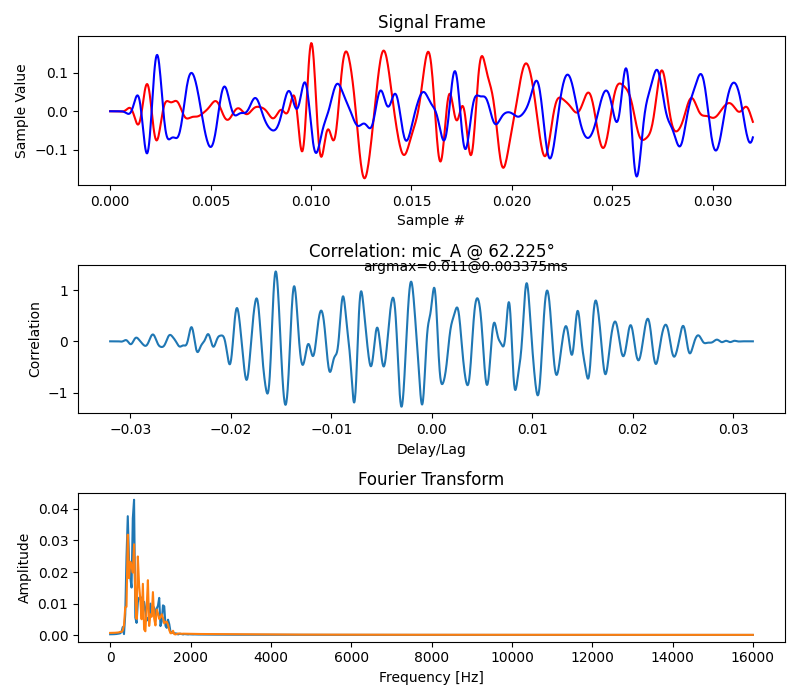 Signal Frame
Sample Value
0.1
0.0
−0.1
0.000 0.005 0.010 0.015 0.020 0.025 0.030
Sample #
Correlation: mic_A @ 62.225°
argmax=0.011@0.003375ms
Correlation
1
0
−1
−0.03 −0.02 −0.01 0.00 0.01 0.02 0.03
Delay/Lag
Fourier Transform
Amplitude
0.04
0.03
0.02
0.01
0.00
0 2000 4000 6000 8000 10000 12000 14000 16000
Frequency [Hz]